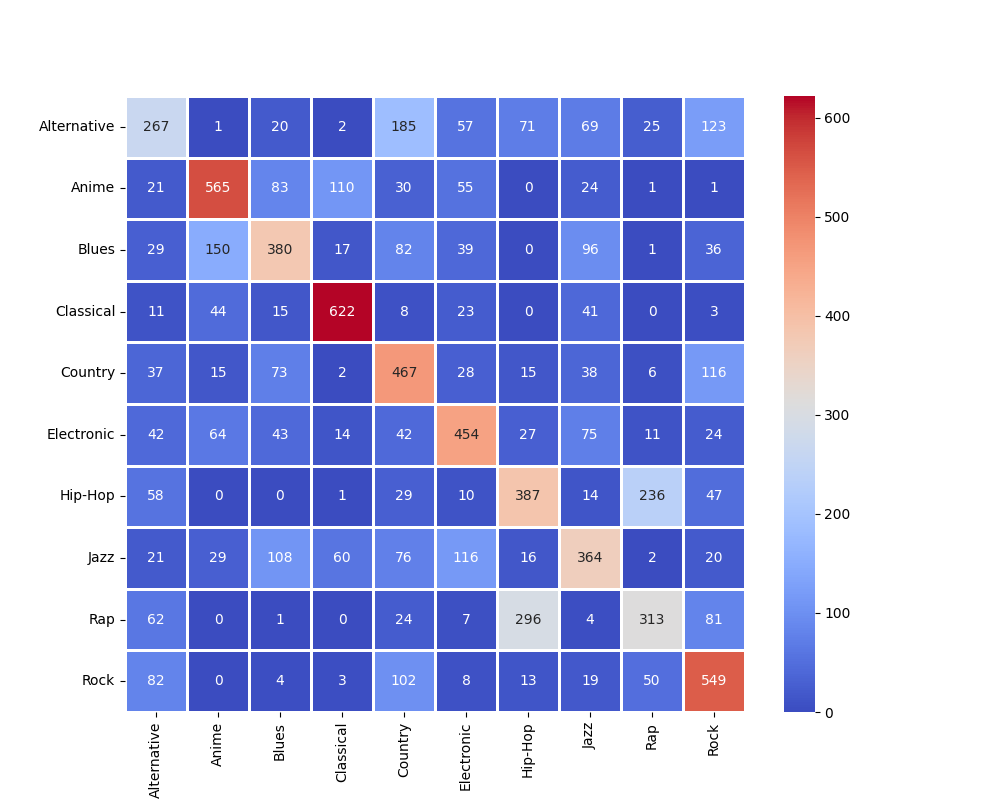 Alternative 267 1 20 2 185 57 71 69 25 123
Anime 21 565 83 110 30 55 0 24 1 1
Blues 29 150 380 17 82 39 0 96 1 36
Classical 11 44 15 622 8 23 0 41 0 3
Country 37 15 73 2 467 28 15 38 6 116
Electronic 42 64 43 14 42 454 27 75 11 24
Hip-Hop 58 0 0 1 29 10 387 14 236 47
Jazz 21 29 108 60 76 116 16 364 2 20
Rap 62 0 1 0 24 7 296 4 313 81
Rock 82 0 4 3 102 8 13 19 50 549
Alternative Anime Blues Classical Country Electronic Hip-Hop Jazz Rap Rock
600
500
400
300
200
100
0